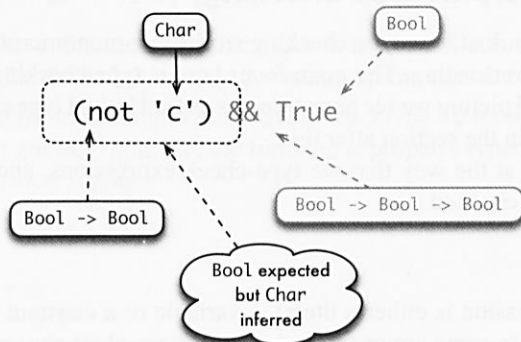 Char
Bool
(not 'c') && True
Bool -> Bool
Bool -> Bool -> Bool
Bool expected
but Char
inferred